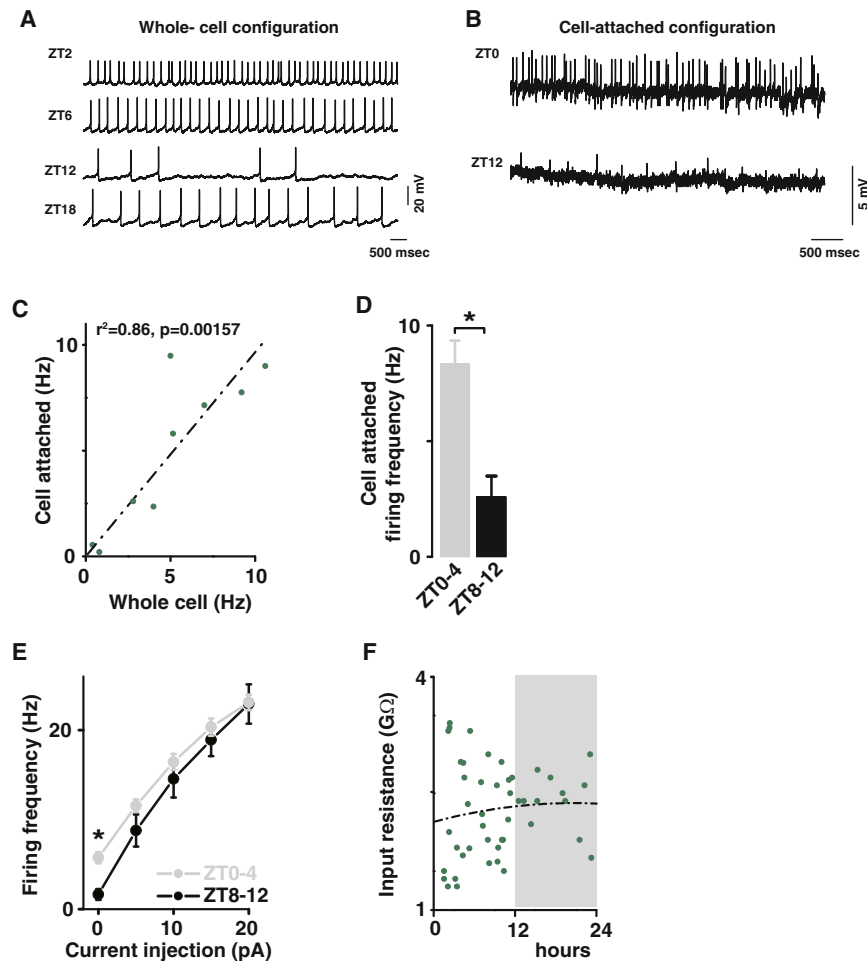 A
Whole- cell configuration
ZT2
ZT6
ZT12
ZT18
20 mV
500 msec
B
Cell-attached configuration
ZT0
ZT12
5 mV
500 msec
C
r²=0.86, p=0.00157
10
Cell attached (Hz)
0
0 5 10
Whole cell (Hz)
D
*
10
Cell attached
firing frequency (Hz)
0
ZT0-4
ZT8-12
E
Firing frequency (Hz)
20
*
ZT0-4
ZT8-12
0
0 10 20
Current injection (pA)
F
4
Input resistance (GΩ)
1
0 12 24
hours